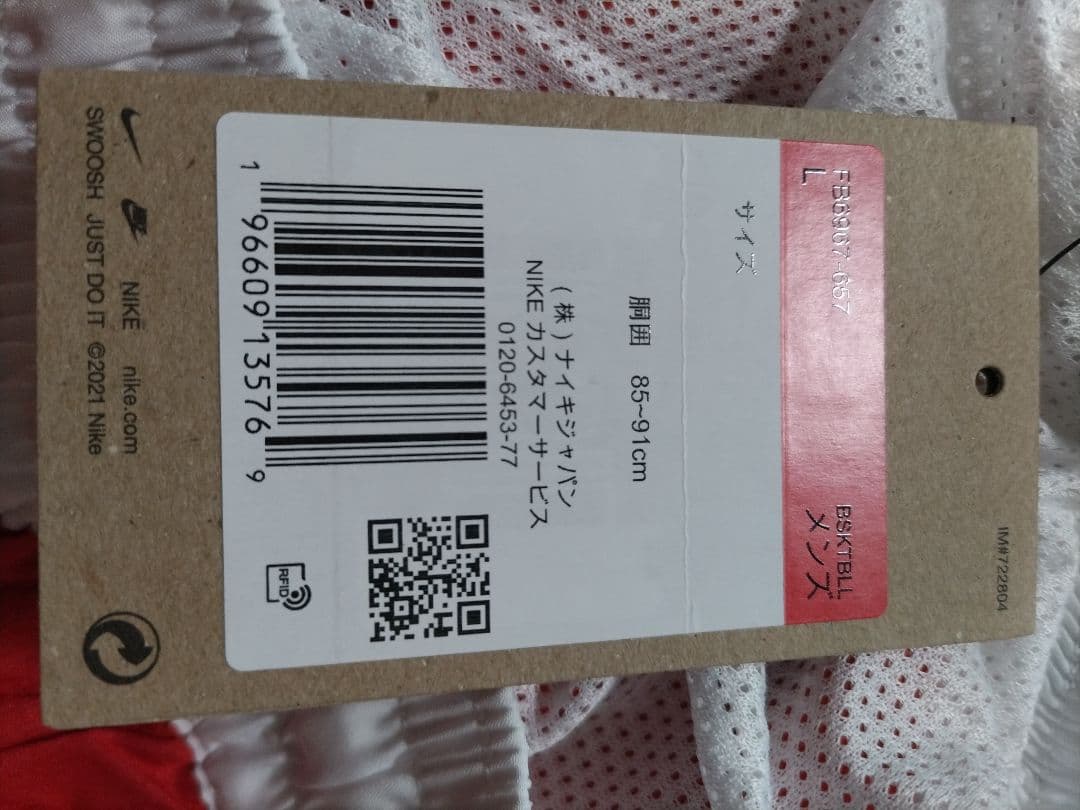 IM#722804
FB6967-657 BSKTBLL
L メンズ
サイズ
胴囲 85~91cm
(株)ナイキジャパン
NIKE カスタマーサービス
0120-6453-77
1 96609 13576 9
RFID
NIKE nike.com
SWOOSH JUST DO IT ©2021 Nike